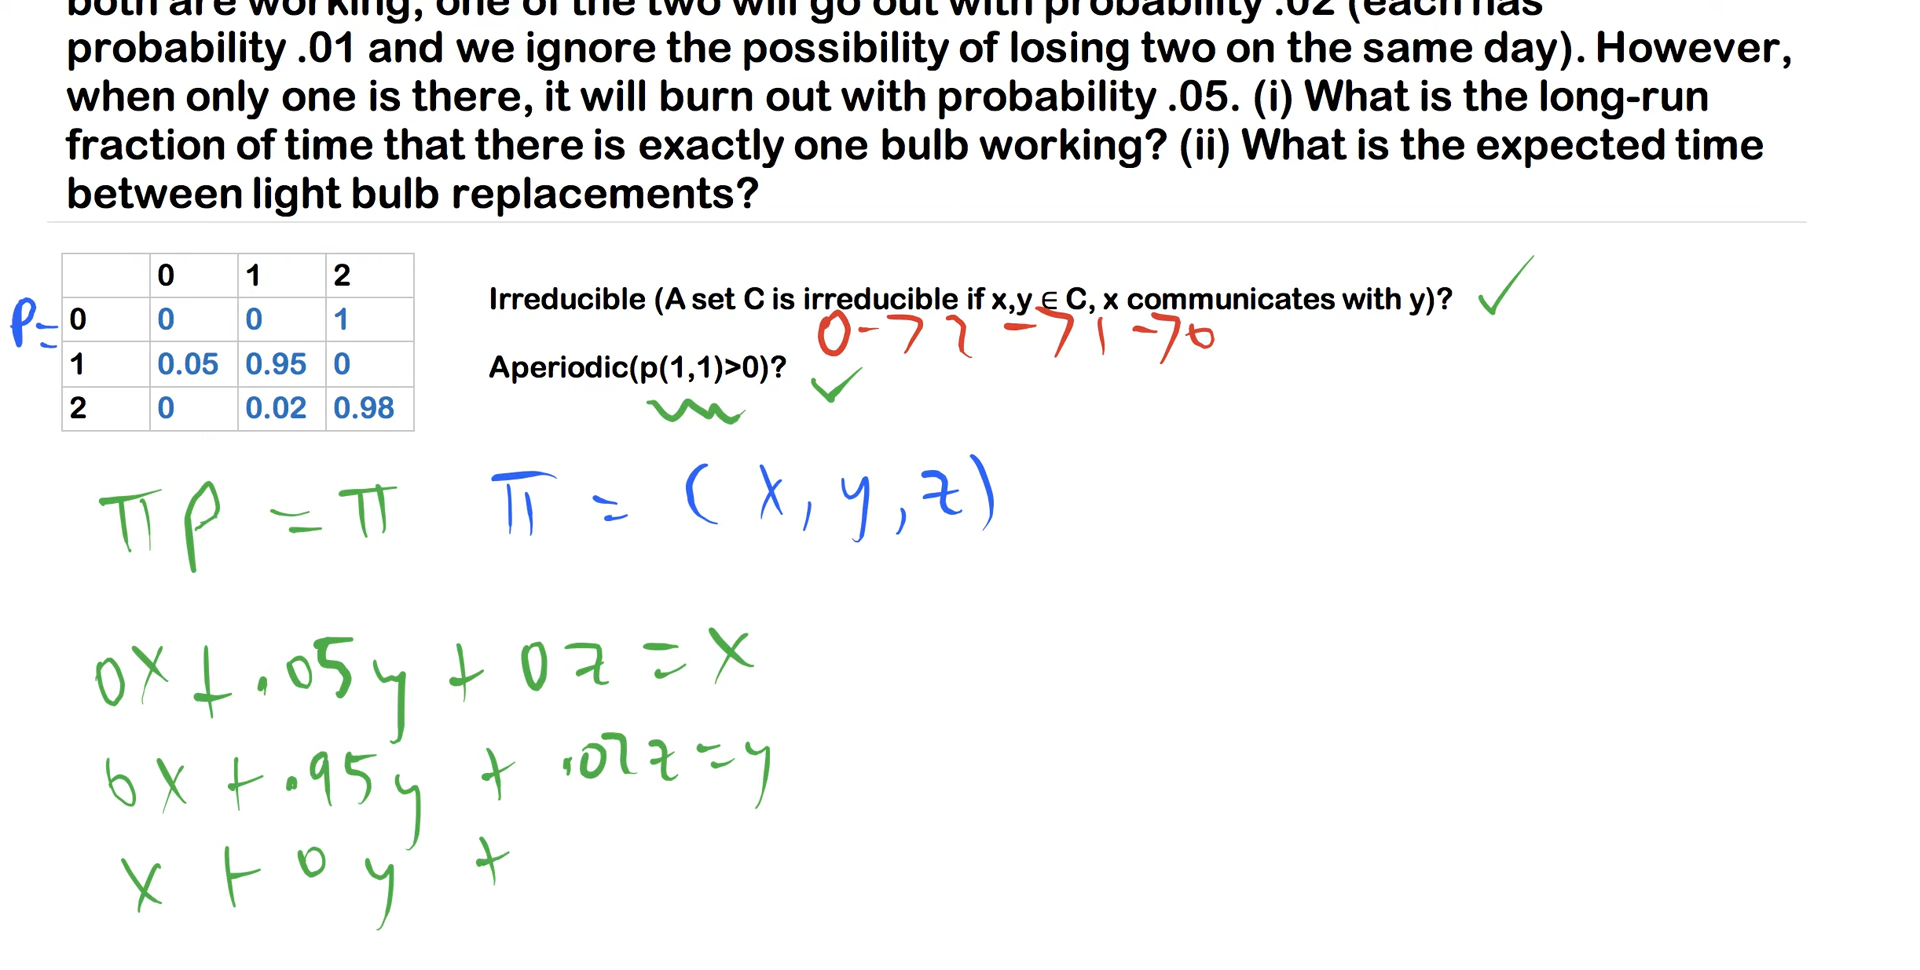 both are working, one of the two will go out with probability .02 (each has
probability .01 and we ignore the possibility of losing two on the same day). However,
when only one is there, it will burn out with probability .05. (i) What is the long-run
fraction of time that there is exactly one bulb working? (ii) What is the expected time
between light bulb replacements?
P=
0 1 2
0 0 0 1
1 0.05 0.95 0
2 0 0.02 0.98
Irreducible (A set C is irreducible if x,y ∈ C, x communicates with y)? ✓
0->2->1->0
Aperiodic(p(1,1)>0)? ✓
πP = π
π = (x, y, z)
0x + .05y + 0z = x
0x + .95y + .02z = y
x + 0y +